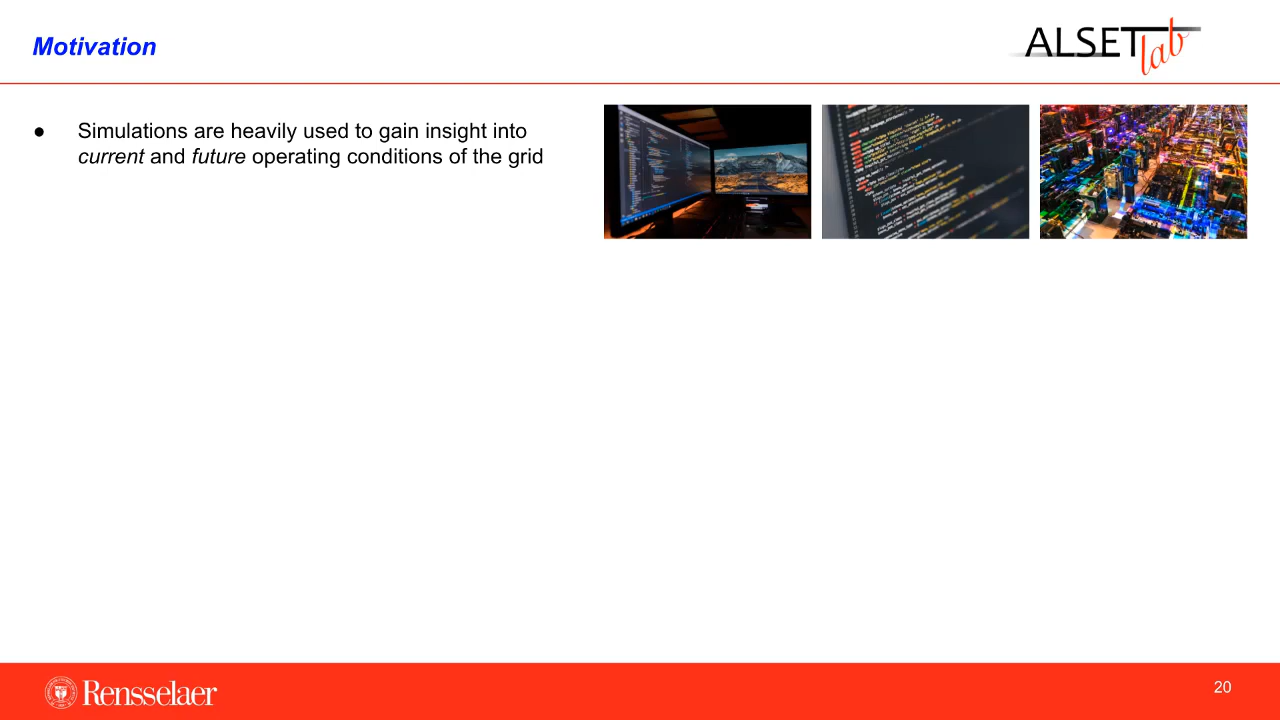 Motivation
ALSET lab
● Simulations are heavily used to gain insight into
current and future operating conditions of the grid
Rensselaer
20